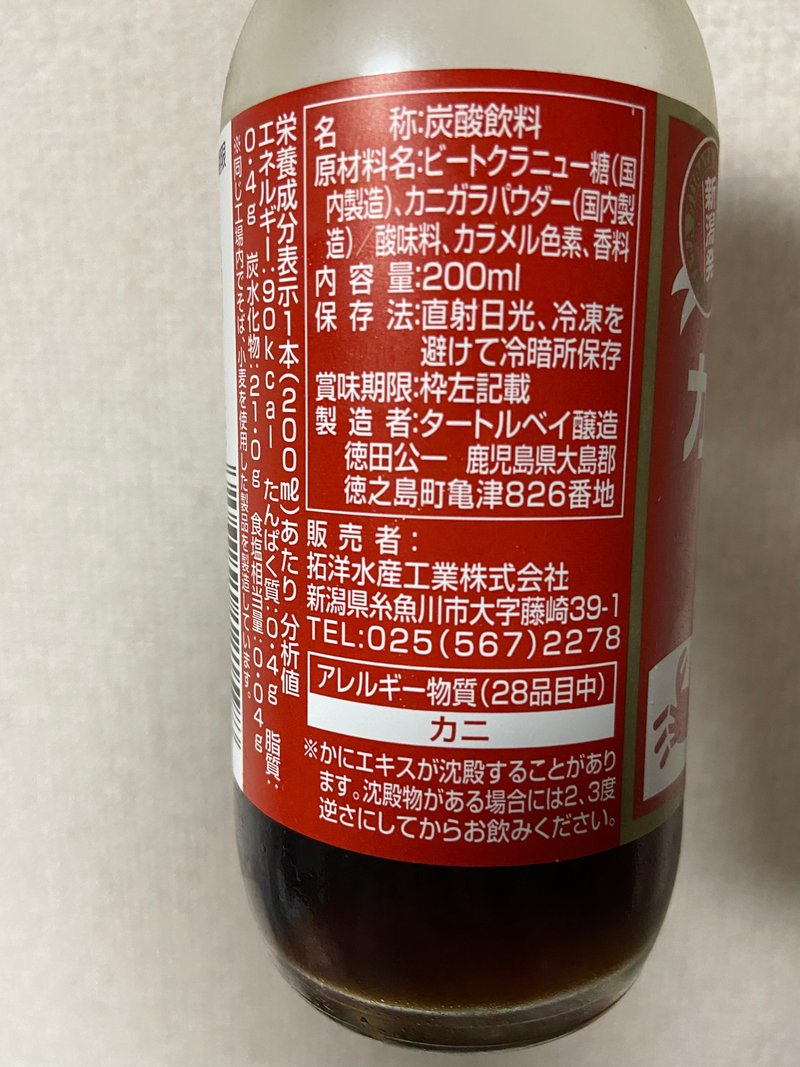 名　　称:炭酸飲料
原材料名:ビートグラニュー糖(国
内製造)、カニガラパウダー(国内製
造)/酸味料、カラメル色素、香料
内容量:200ml
保存法:直射日光、冷凍を
避けて冷暗所保存
賞味期限:枠左記載
製造者:タートルベイ醸造
徳田公一　鹿児島県大島郡
徳之島町亀津826番地
販売者:
拓洋水産工業株式会社
新潟県糸魚川市大字藤崎39-1
TEL:025(567)2278
アレルギー物質(28品目中)
カニ
※かにエキスが沈殿することがあり
ます。沈殿物がある場合には2、3度
逆さにしてからお飲みください。
栄養成分表示1本(200㎖)あたり 分析値
エネルギー:90kcal たんぱく質:0.4g 脂質:
0.4g 炭水化物:21.0g 食塩相当量:0.04g
※同じ工場内でそば、小麦を使用した製品を製造しています。
新潟発
カ